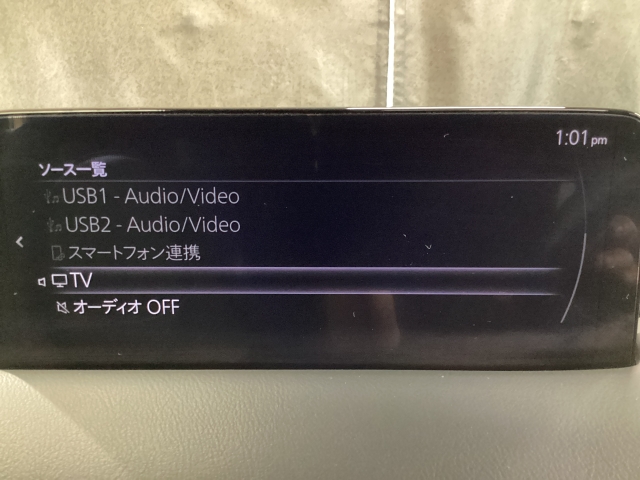 1:01 pm
ソース一覧
USB1 - Audio/Video
USB2 - Audio/Video
スマートフォン連携
TV
オーディオ OFF